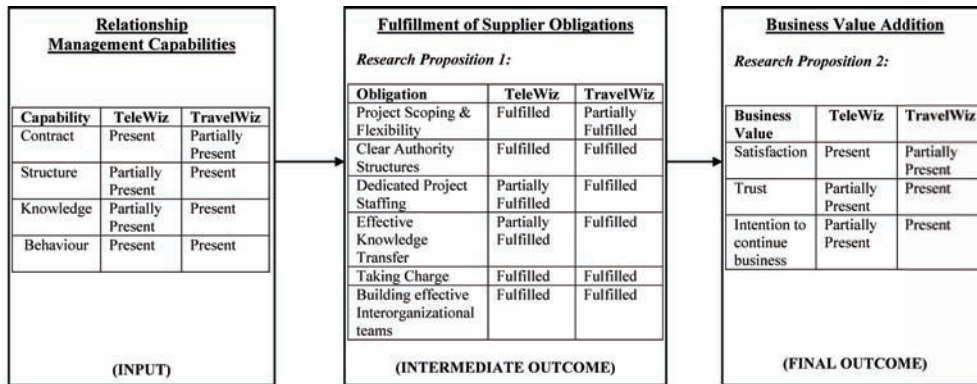 Relationship
Management Capabilities
Capability TeleWiz TravelWiz
Contract Present Partially
Present
Structure Partially Present
Present
Knowledge Partially Present
Present
Behaviour Present Present
(INPUT)
Fulfillment of Supplier Obligations
Research Proposition 1:
Obligation TeleWiz TravelWiz
Project Scoping & Fulfilled Partially
Flexibility Fulfilled
Clear Authority Fulfilled Fulfilled
Structures
Dedicated Project Partially Fulfilled
Staffing Fulfilled
Effective Partially Fulfilled
Knowledge Fulfilled
Transfer
Taking Charge Fulfilled Fulfilled
Building effective Fulfilled Fulfilled
Interorganizational
teams
(INTERMEDIATE OUTCOME)
Business Value Addition
Research Proposition 2:
Business TeleWiz TravelWiz
Value
Satisfaction Present Partially
Present
Trust Partially Present
Present
Intention to Partially Present
continue Present
business
(FINAL OUTCOME)